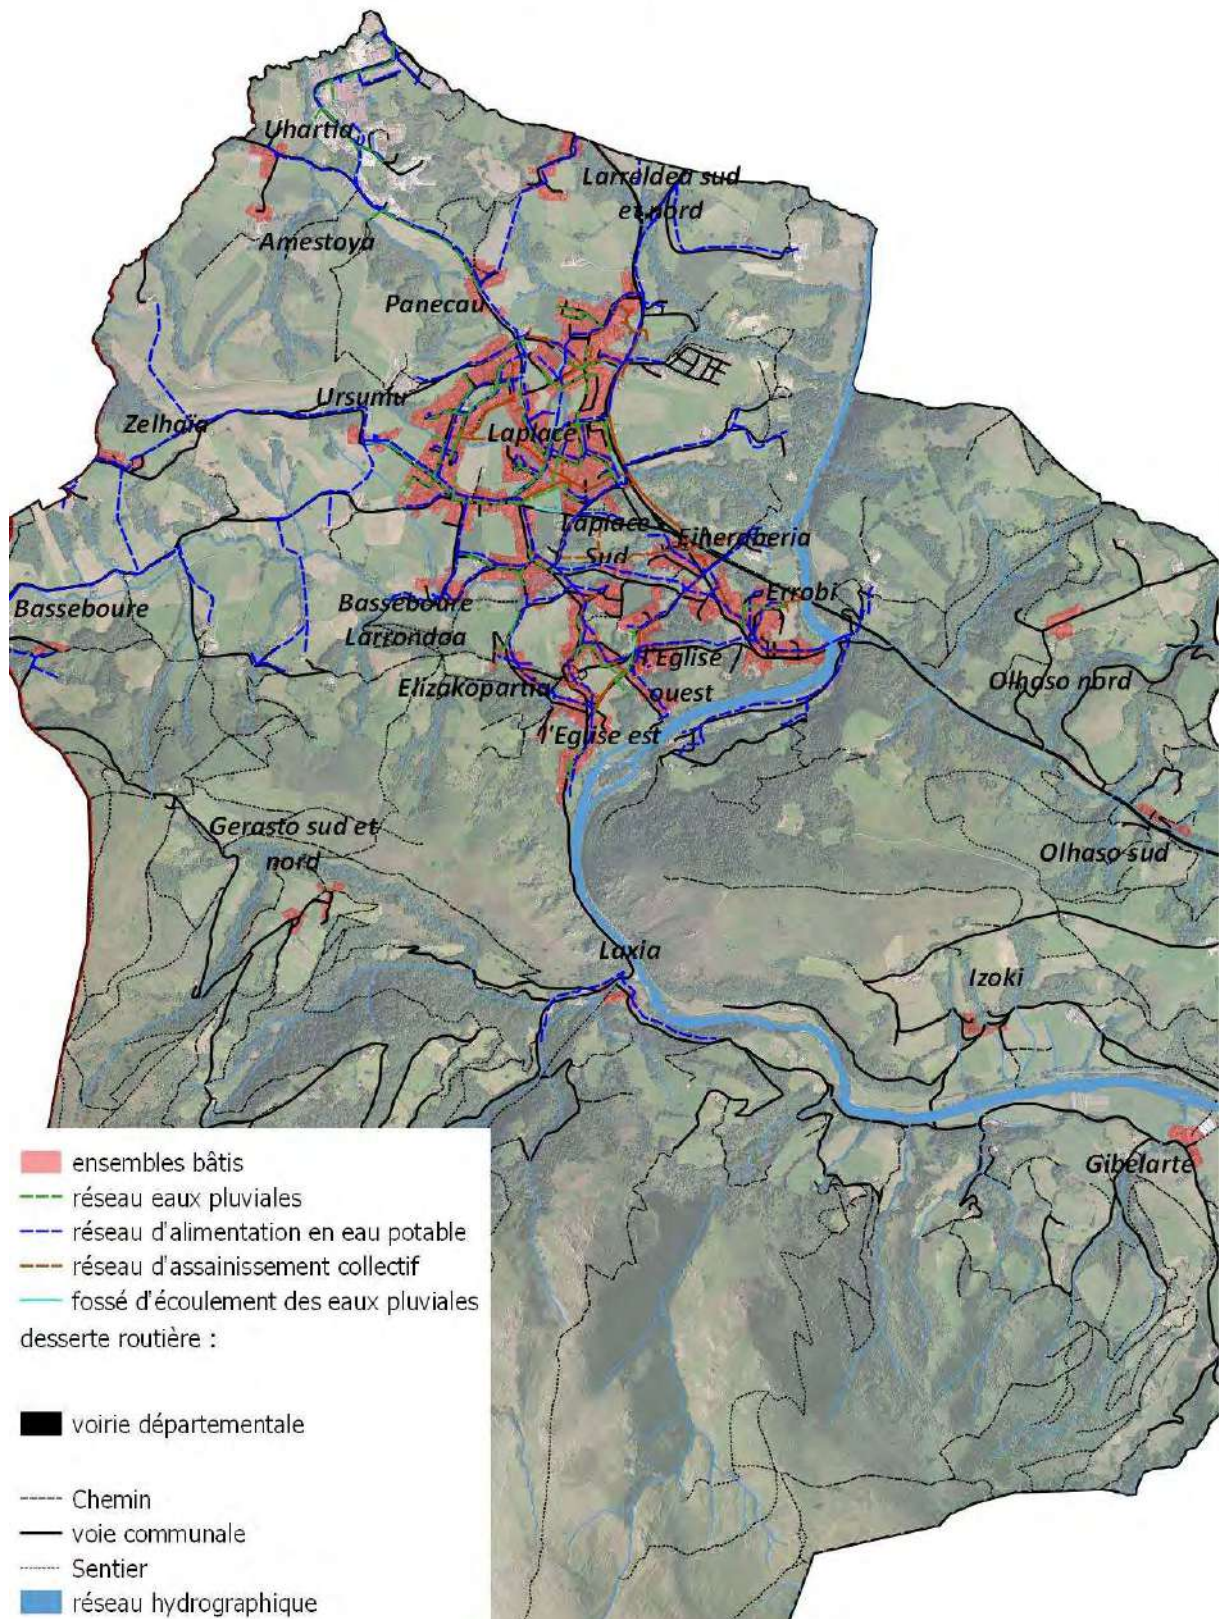 Uhartia
Larreldea sud
et nord
Amestoya
Panecau
Ursumu
Zelhaïa
Lapiace
Lapiace
Sud
Eiheraberia
Errobi
Basseboure
Basseboure
Larrondoa
l'Eglise
ouest
Elizakopartia
Olhaso nord
l'Eglise est
Gerasto sud et
nord
Olhaso sud
Laxia
Izoki
Gibelarte
ensembles bâtis
réseau eaux pluviales
réseau d'alimentation en eau potable
réseau d'assainissement collectif
fossé d'écoulement des eaux pluviales
desserte routière :
voirie départementale
Chemin
voie communale
Sentier
réseau hydrographique